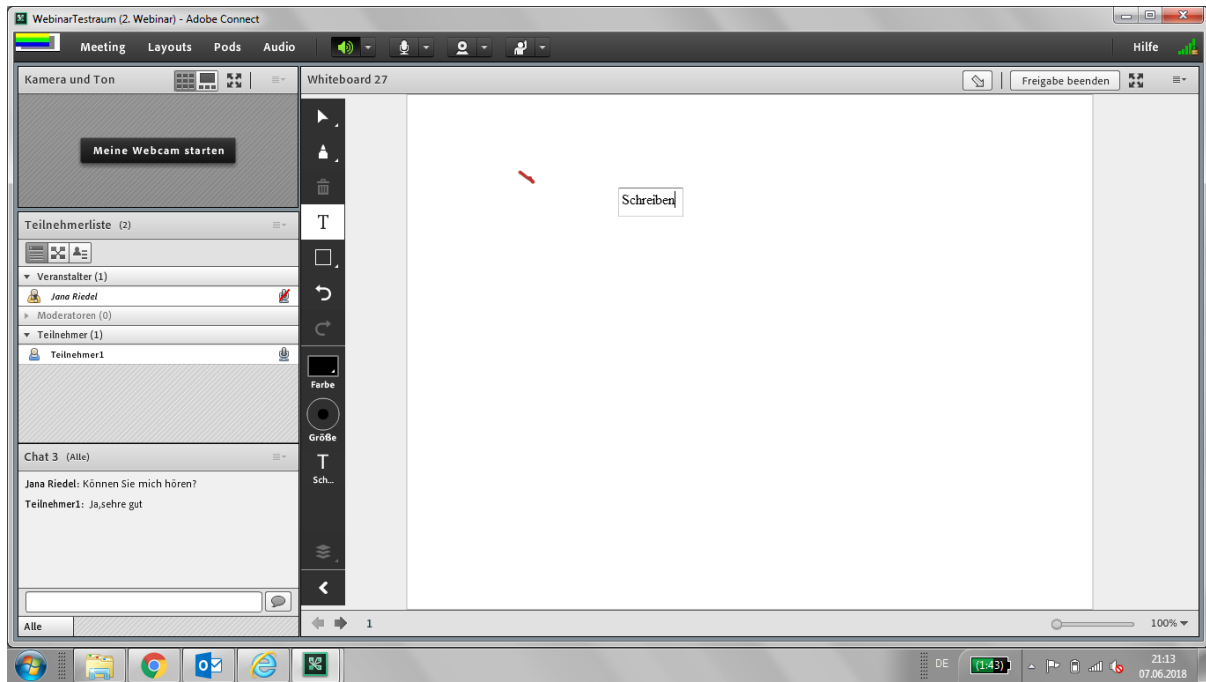 WebinarTestraum (2. Webinar) - Adobe Connect
Meeting Layouts Pods Audio Hilfe
Kamera und Ton
Meine Webcam starten
Teilnehmerliste (2)
Veranstalter (1)
Jana Riedel
Moderatoren (0)
Teilnehmer (1)
Teilnehmer1
Chat 3 (Alle)
Jana Riedel: Können Sie mich hören?
Teilnehmer1: Ja,sehre gut
Alle
Whiteboard 27
Freigabe beenden
T
Farbe
Größe
T
Sch...
Schreiben
1
100%
DE
(1:43)
21:13
07.06.2018